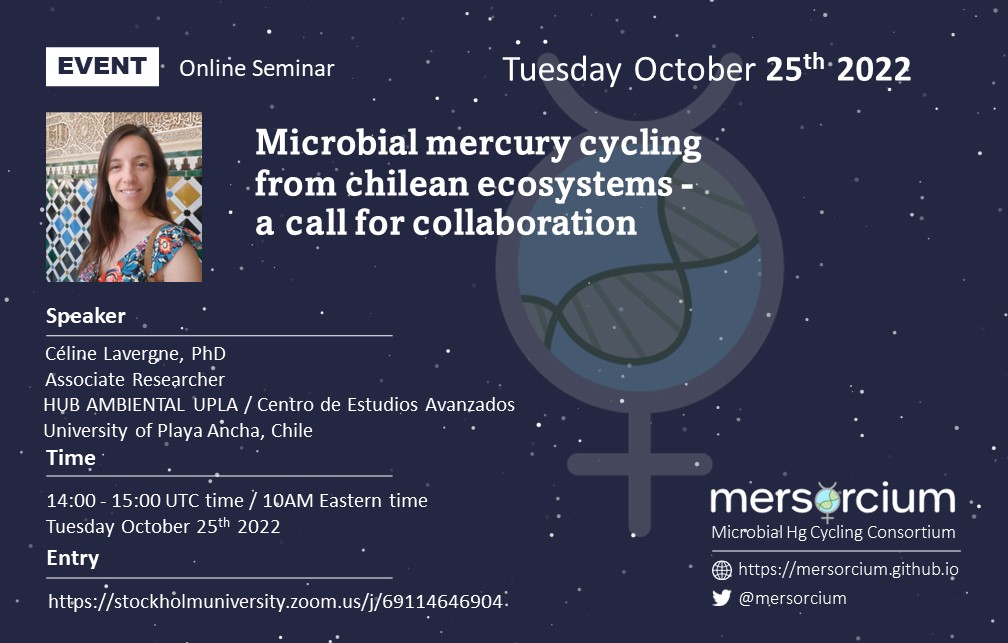 EVENT Online Seminar
Tuesday October 25th 2022
Microbial mercury cycling
from chilean ecosystems -
a call for collaboration
Speaker
Céline Lavergne, PhD
Associate Researcher
HUB AMBIENTAL UPLA / Centro de Estudios Avanzados
University of Playa Ancha, Chile
Time
14:00 - 15:00 UTC time / 10AM Eastern time
Tuesday October 25th 2022
Entry
https://stockholmuniversity.zoom.us/j/69114646904
mersorcium
Microbial Hg Cycling Consortium
https://mersorcium.github.io
@mersorcium